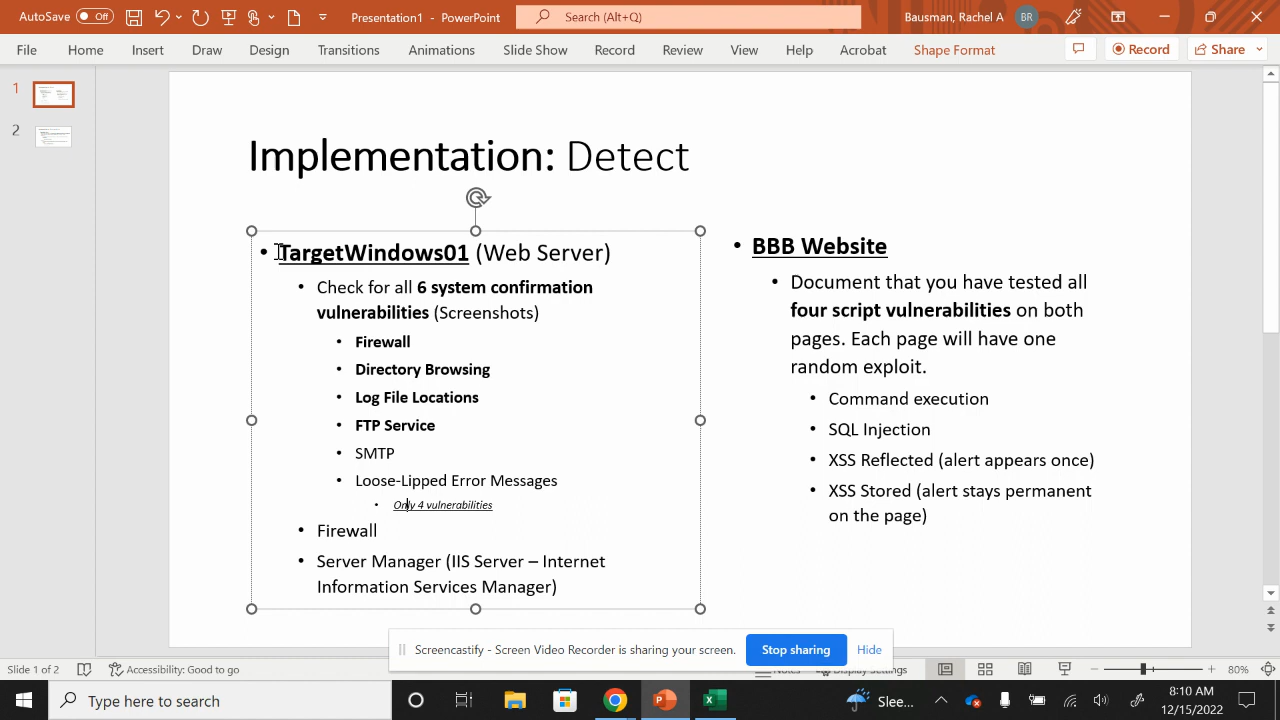 AutoSave Off Presentation1 - PowerPoint Search (Alt+Q) Bausman, Rachel A BR
File Home Insert Draw Design Transitions Animations Slide Show Record Review View Help Acrobat Shape Format Record Share
1
2
Implementation: Detect
• TargetWindows01 (Web Server)
• Check for all 6 system confirmation
vulnerabilities (Screenshots)
• Firewall
• Directory Browsing
• Log File Locations
• FTP Service
• SMTP
• Loose-Lipped Error Messages
• Only 4 vulnerabilities
• Firewall
• Server Manager (IIS Server – Internet
Information Services Manager)
• BBB Website
• Document that you have tested all
four script vulnerabilities on both
pages. Each page will have one
random exploit.
• Command execution
• SQL Injection
• XSS Reflected (alert appears once)
• XSS Stored (alert stays permanent
on the page)
Screencastify - Screen Video Recorder is sharing your screen. Stop sharing Hide
Slide 1 of 2 Accessibility: Good to go Notes Display Settings 80%
Type here to search Slee... 8:10 AM
12/15/2022